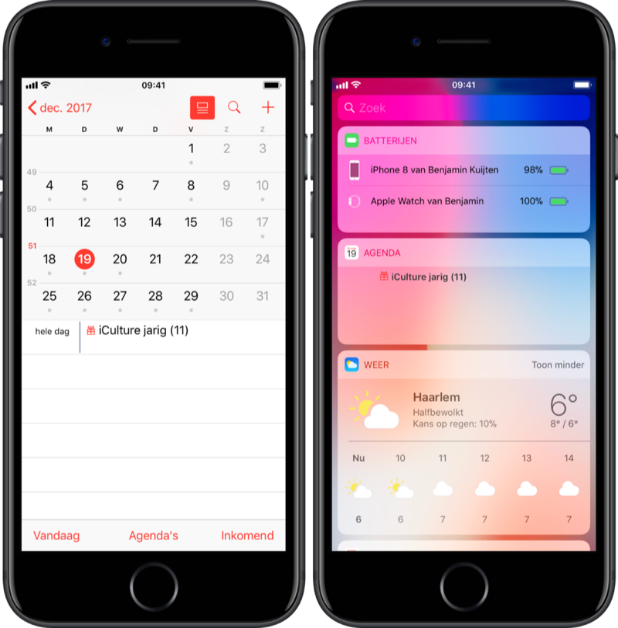 09:41
dec. 2017
M D W D V Z Z
1 2 3
49
4 5 6 7 8 9 10
50
11 12 13 14 15 16 17
51
18 19 20 21 22 23 24
52
25 26 27 28 29 30 31
hele dag iCulture jarig (11)
Vandaag Agenda's Inkomend
09:41
Zoek
BATTERIJEN
iPhone 8 van Benjamin Kuijten 98%
Apple Watch van Benjamin 100%
19 AGENDA
iCulture jarig (11)
WEER Toon minder
Haarlem 6°
Halfbewolkt
Kans op regen: 10% 8° / 6°
Nu 10 11 12 13 14
6 6 7 7 7 7